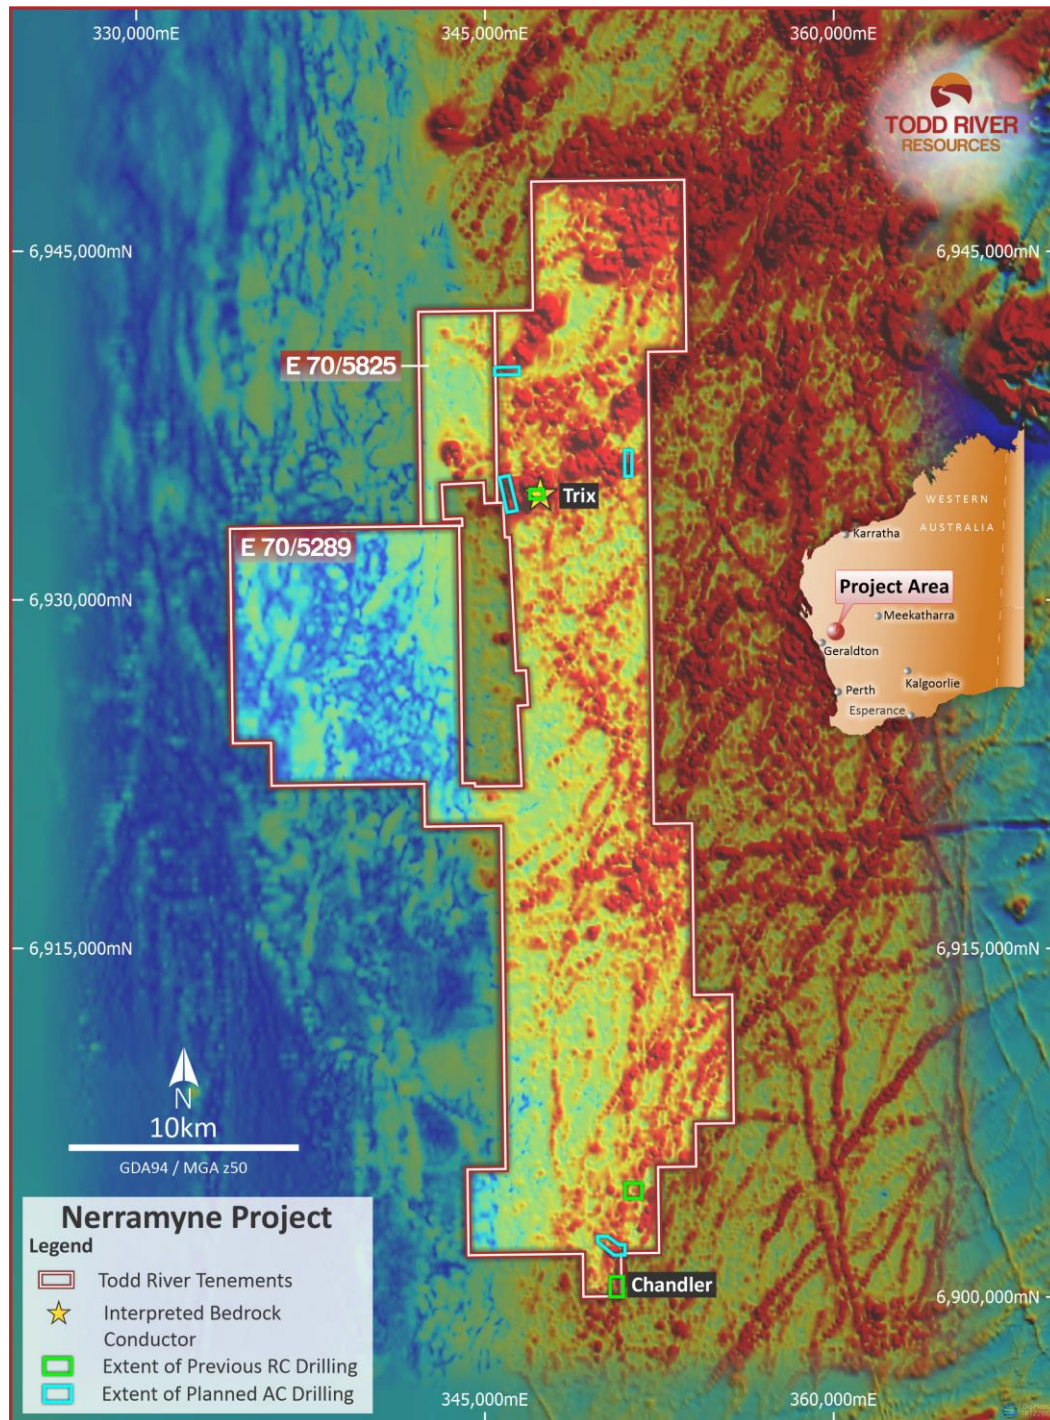 330,000mE
345,000mE
360,000mE
TODD RIVER
RESOURCES
6,945,000mN
6,945,000mN
E 70/5825
Trix
WESTERN
AUSTRALIA
Karratha
E 70/5289
Project Area
6,930,000mN
Meekatharra
Geraldton
Kalgoorlie
Perth
Esperance
6,915,000mN
6,915,000mN
N
10km
GDA94 / MGA z50
Nerramyne Project
Legend
Todd River Tenements
Interpreted Bedrock
Conductor
Extent of Previous RC Drilling
Extent of Planned AC Drilling
Chandler
6,900,000mN
345,000mE
360,000mE